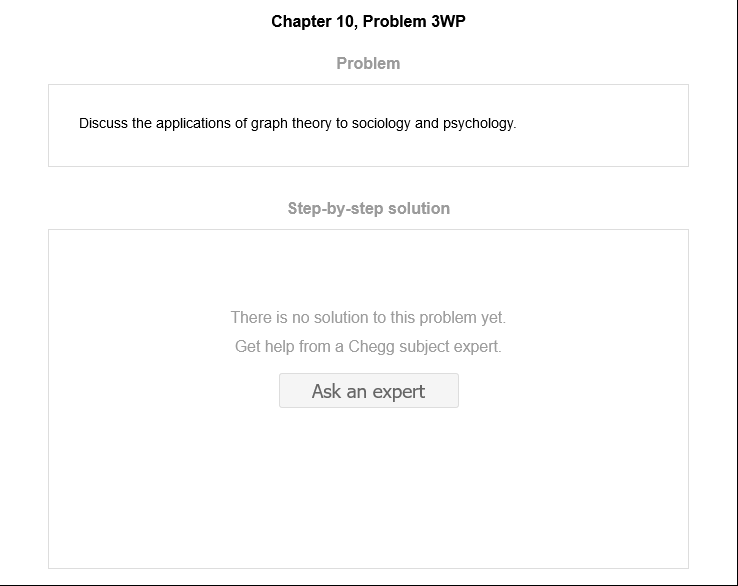 Chapter 10, Problem 3WP
Problem
Discuss the applications of graph theory to sociology and psychology.
Step-by-step solution
There is no solution to this problem yet.
Get help from a Chegg subject expert.
Ask an expert